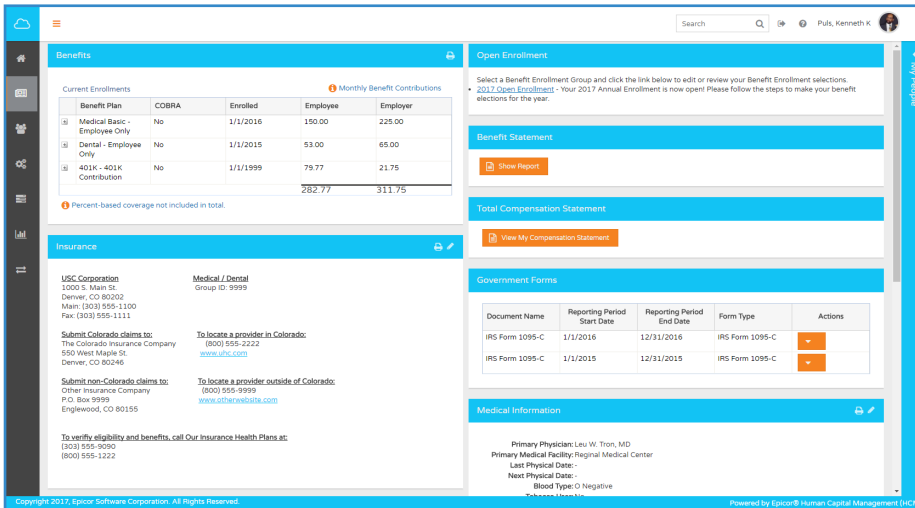 Search
Puls, Kenneth K
Benefits
Current Enrollments
Monthly Benefit Contributions
Benefit Plan COBRA Enrolled Employee Employer
Medical Basic - Employee Only No 1/1/2016 150.00 225.00
Dental - Employee Only No 1/1/2015 53.00 65.00
401K - 401K Contribution No 1/1/1999 79.77 21.75
282.77 311.75
Percent-based coverage not included in total.
Insurance
USC Corporation
1000 S. Main St.
Denver, CO 80202
Main: (303) 555-1100
Fax: (303) 555-1111
Medical / Dental
Group ID: 9999
Submit Colorado claims to:
The Colorado Insurance Company
550 West Maple St.
Denver, CO 80246
To locate a provider in Colorado:
(800) 555-2222
www.uhc.com
Submit non-Colorado claims to:
Other Insurance Company
P.O. Box 9999
Englewood, CO 80155
To locate a provider outside of Colorado:
(800) 555-9999
www.otherwebsite.com
To verifiy eligibility and benefits, call Our Insurance Health Plans at:
(303) 555-9090
(800) 555-1222
Open Enrollment
Select a Benefit Enrollment Group and click the link below to edit or review your Benefit Enrollment selections.
2017 Open Enrollment - Your 2017 Annual Enrollment is now open! Please follow the steps to make your benefit
elections for the year.
Benefit Statement
Show Report
Total Compensation Statement
View My Compensation Statement
Government Forms
Document Name Reporting Period Start Date Reporting Period End Date Form Type Actions
IRS Form 1095-C 1/1/2016 12/31/2016 IRS Form 1095-C
IRS Form 1095-C 1/1/2015 12/31/2015 IRS Form 1095-C
Medical Information
Primary Physician: Leu W. Tron, MD
Primary Medical Facility: Reginal Medical Center
Last Physical Date: -
Next Physical Date: -
Blood Type: O Negative
My People
Copyright 2017, Epicor Software Corporation. All Rights Reserved.
Powered by Epicor® Human Capital Management (HCM